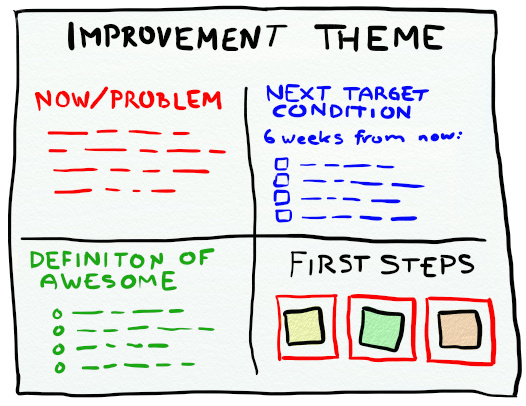 IMPROVEMENT THEME
NOW/PROBLEM
NEXT TARGET
CONDITION
6 weeks from now:
DEFINITON OF
AWESOME
FIRST STEPS